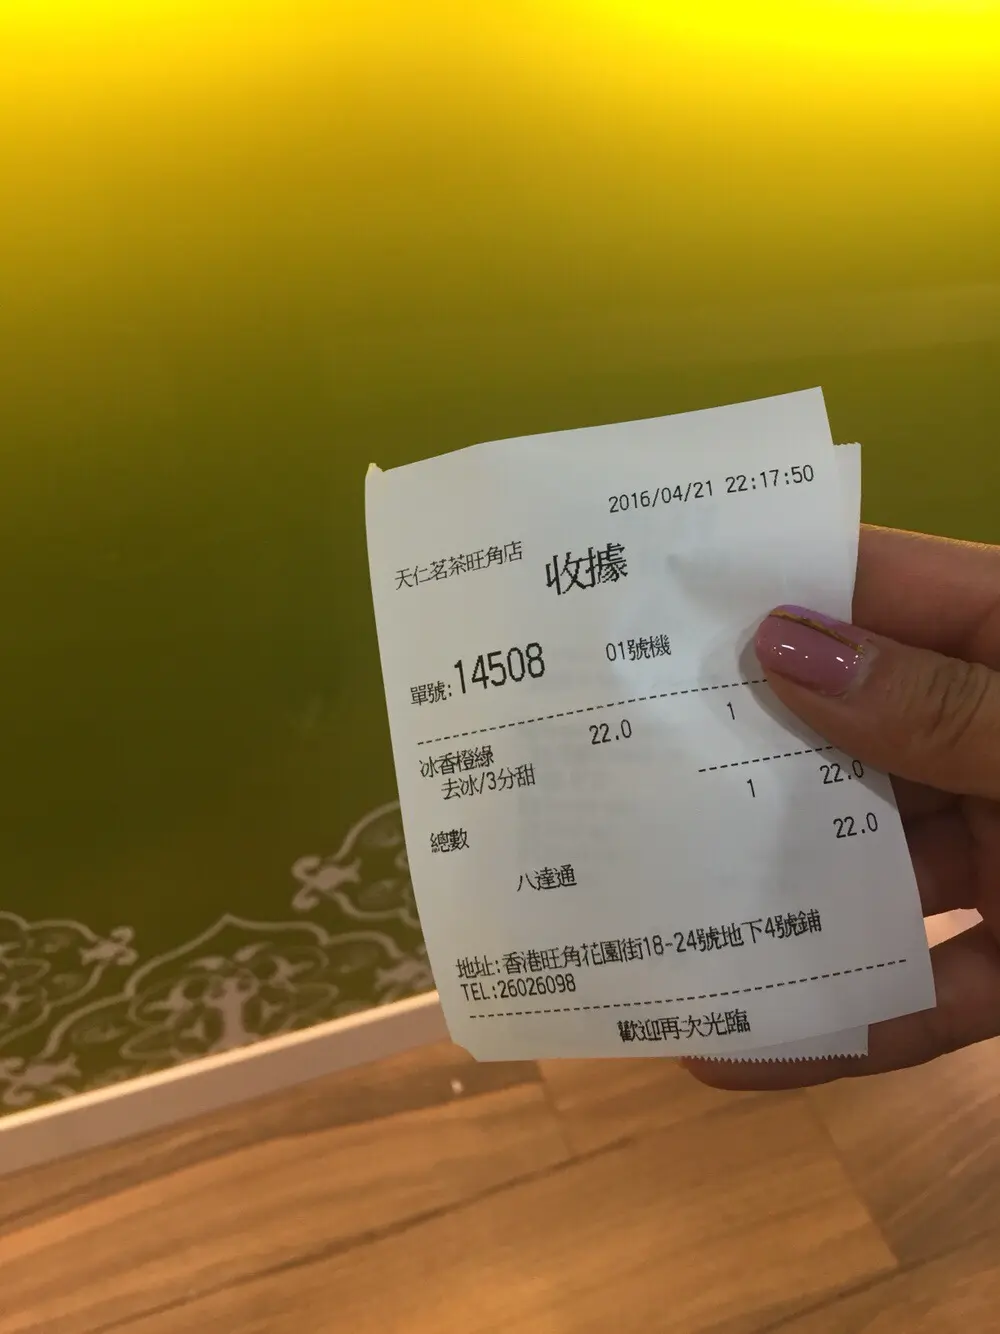 2016/04/21 22:17:50
天仁茗茶旺角店 收據
單號:14508 01號機
冰香橙綠 22.0 1
去冰/3分甜
1 22.0
總數 22.0
八達通
地址:香港旺角花園街18-24號地下4號鋪
TEL:26026098
歡迎再次光臨